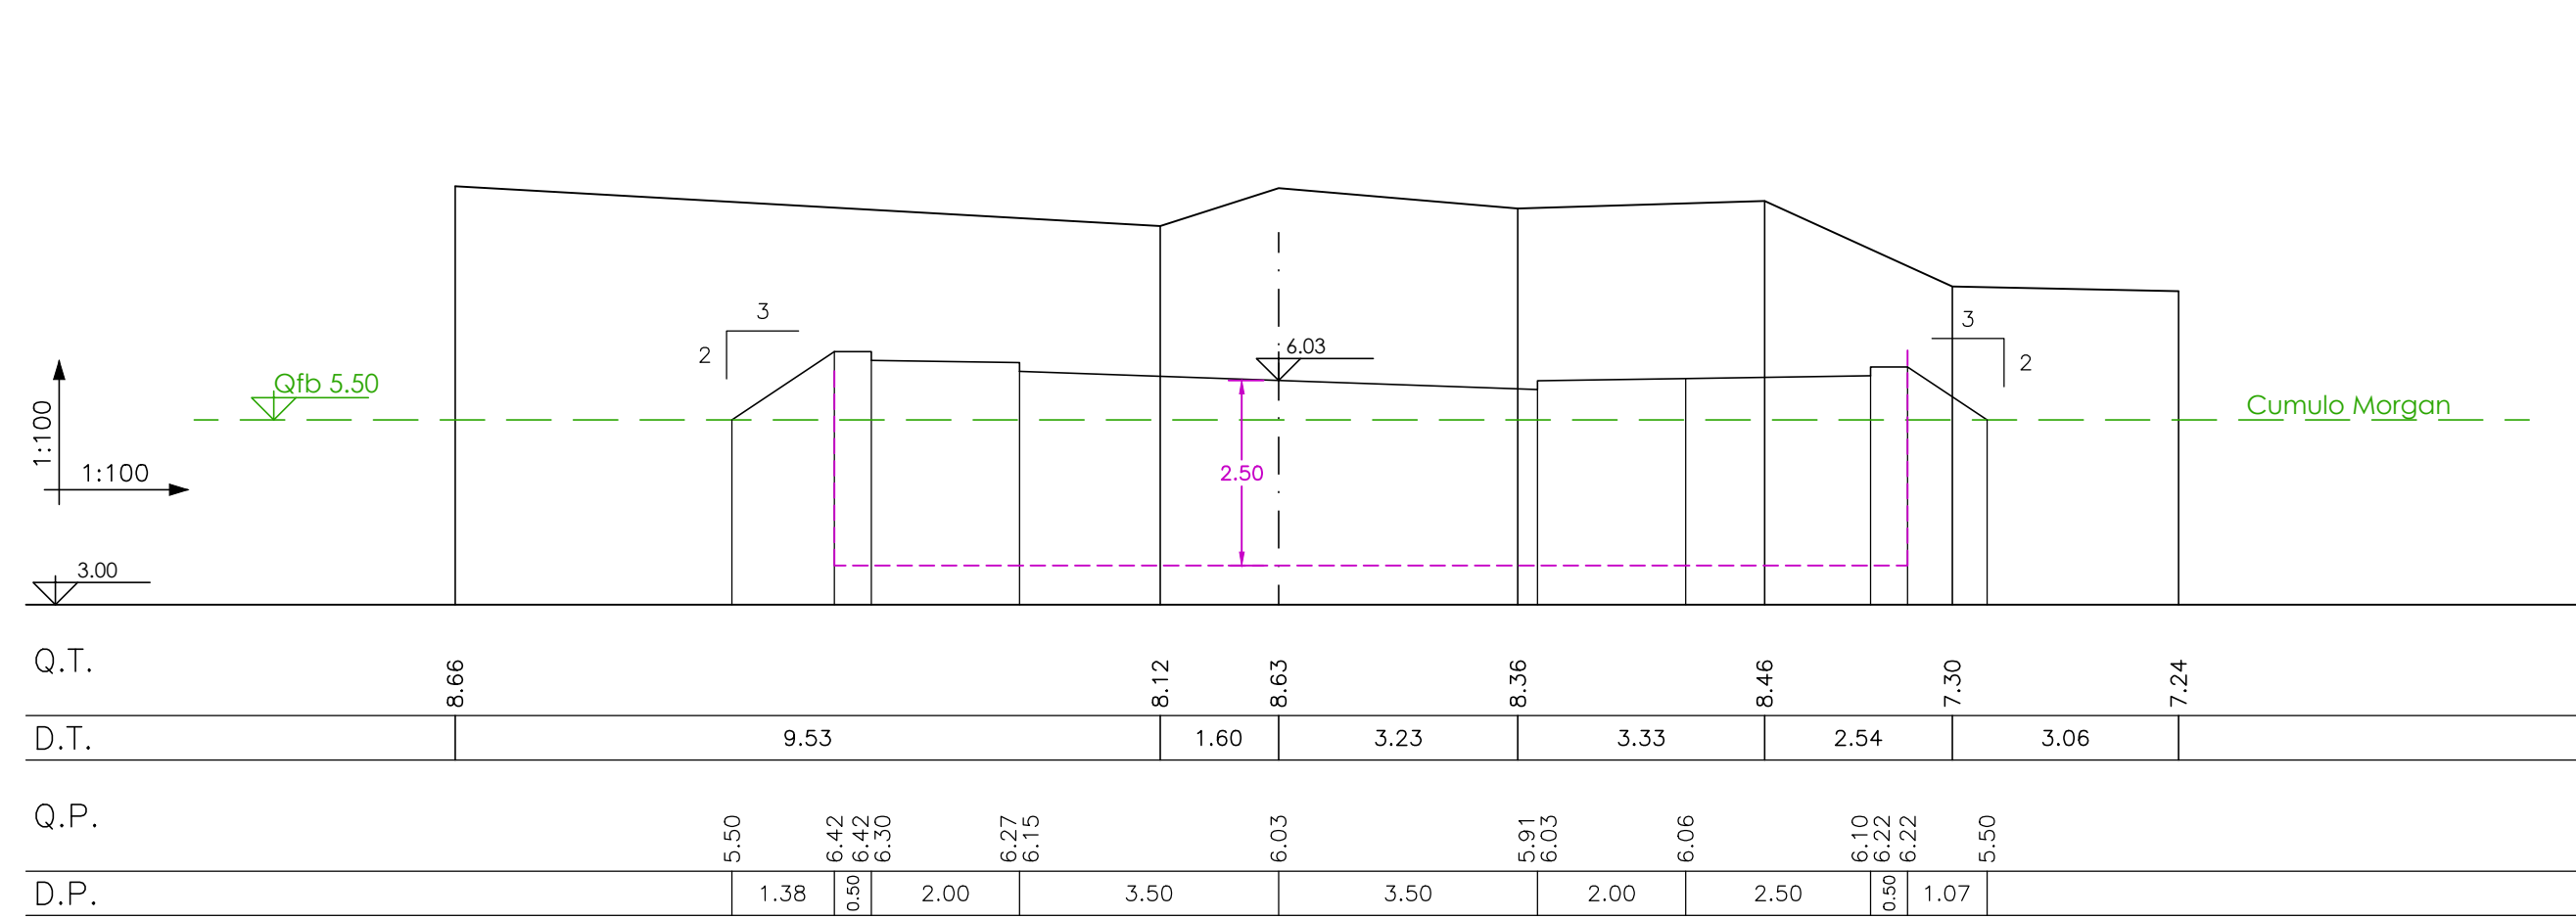 3
3
2
2
6.03
Qfb 5.50
Cumulo Morgan
1:100
1:100
2.50
3.00
Q.T. 8.66 8.12 8.63 8.36 8.46 7.30 7.24
D.T. 9.53 1.60 3.23 3.33 2.54 3.06
Q.P. 5.50 6.42 6.42 6.30 6.27 6.15 6.03 5.91 6.03 6.06 6.10 6.22 6.22 5.50
D.P. 1.38 0.50 2.00 3.50 3.50 2.00 2.50 0.50 1.07